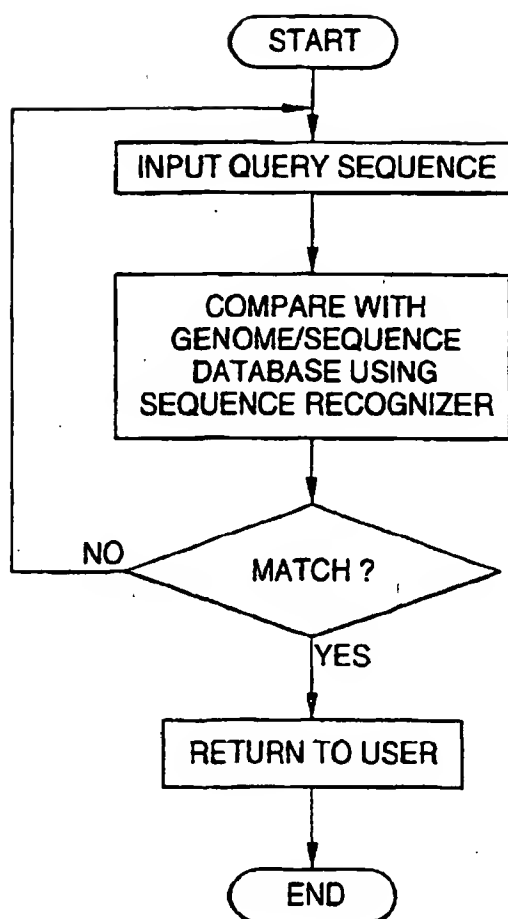 START
INPUT QUERY SEQUENCE
COMPARE WITH
GENOME/SEQUENCE
DATABASE USING
SEQUENCE RECOGNIZER
NO
MATCH ?
YES
RETURN TO USER
END